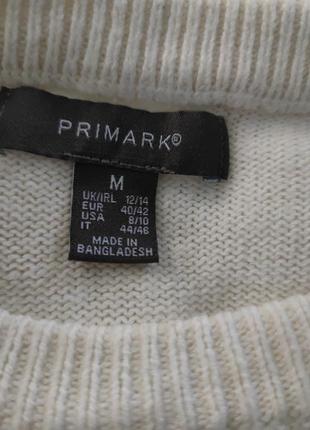 PRIMARK®
M
UK/IRL 12/14
EUR 40/42
USA 8/10
IT 44/46
MADE IN
BANGLADESH